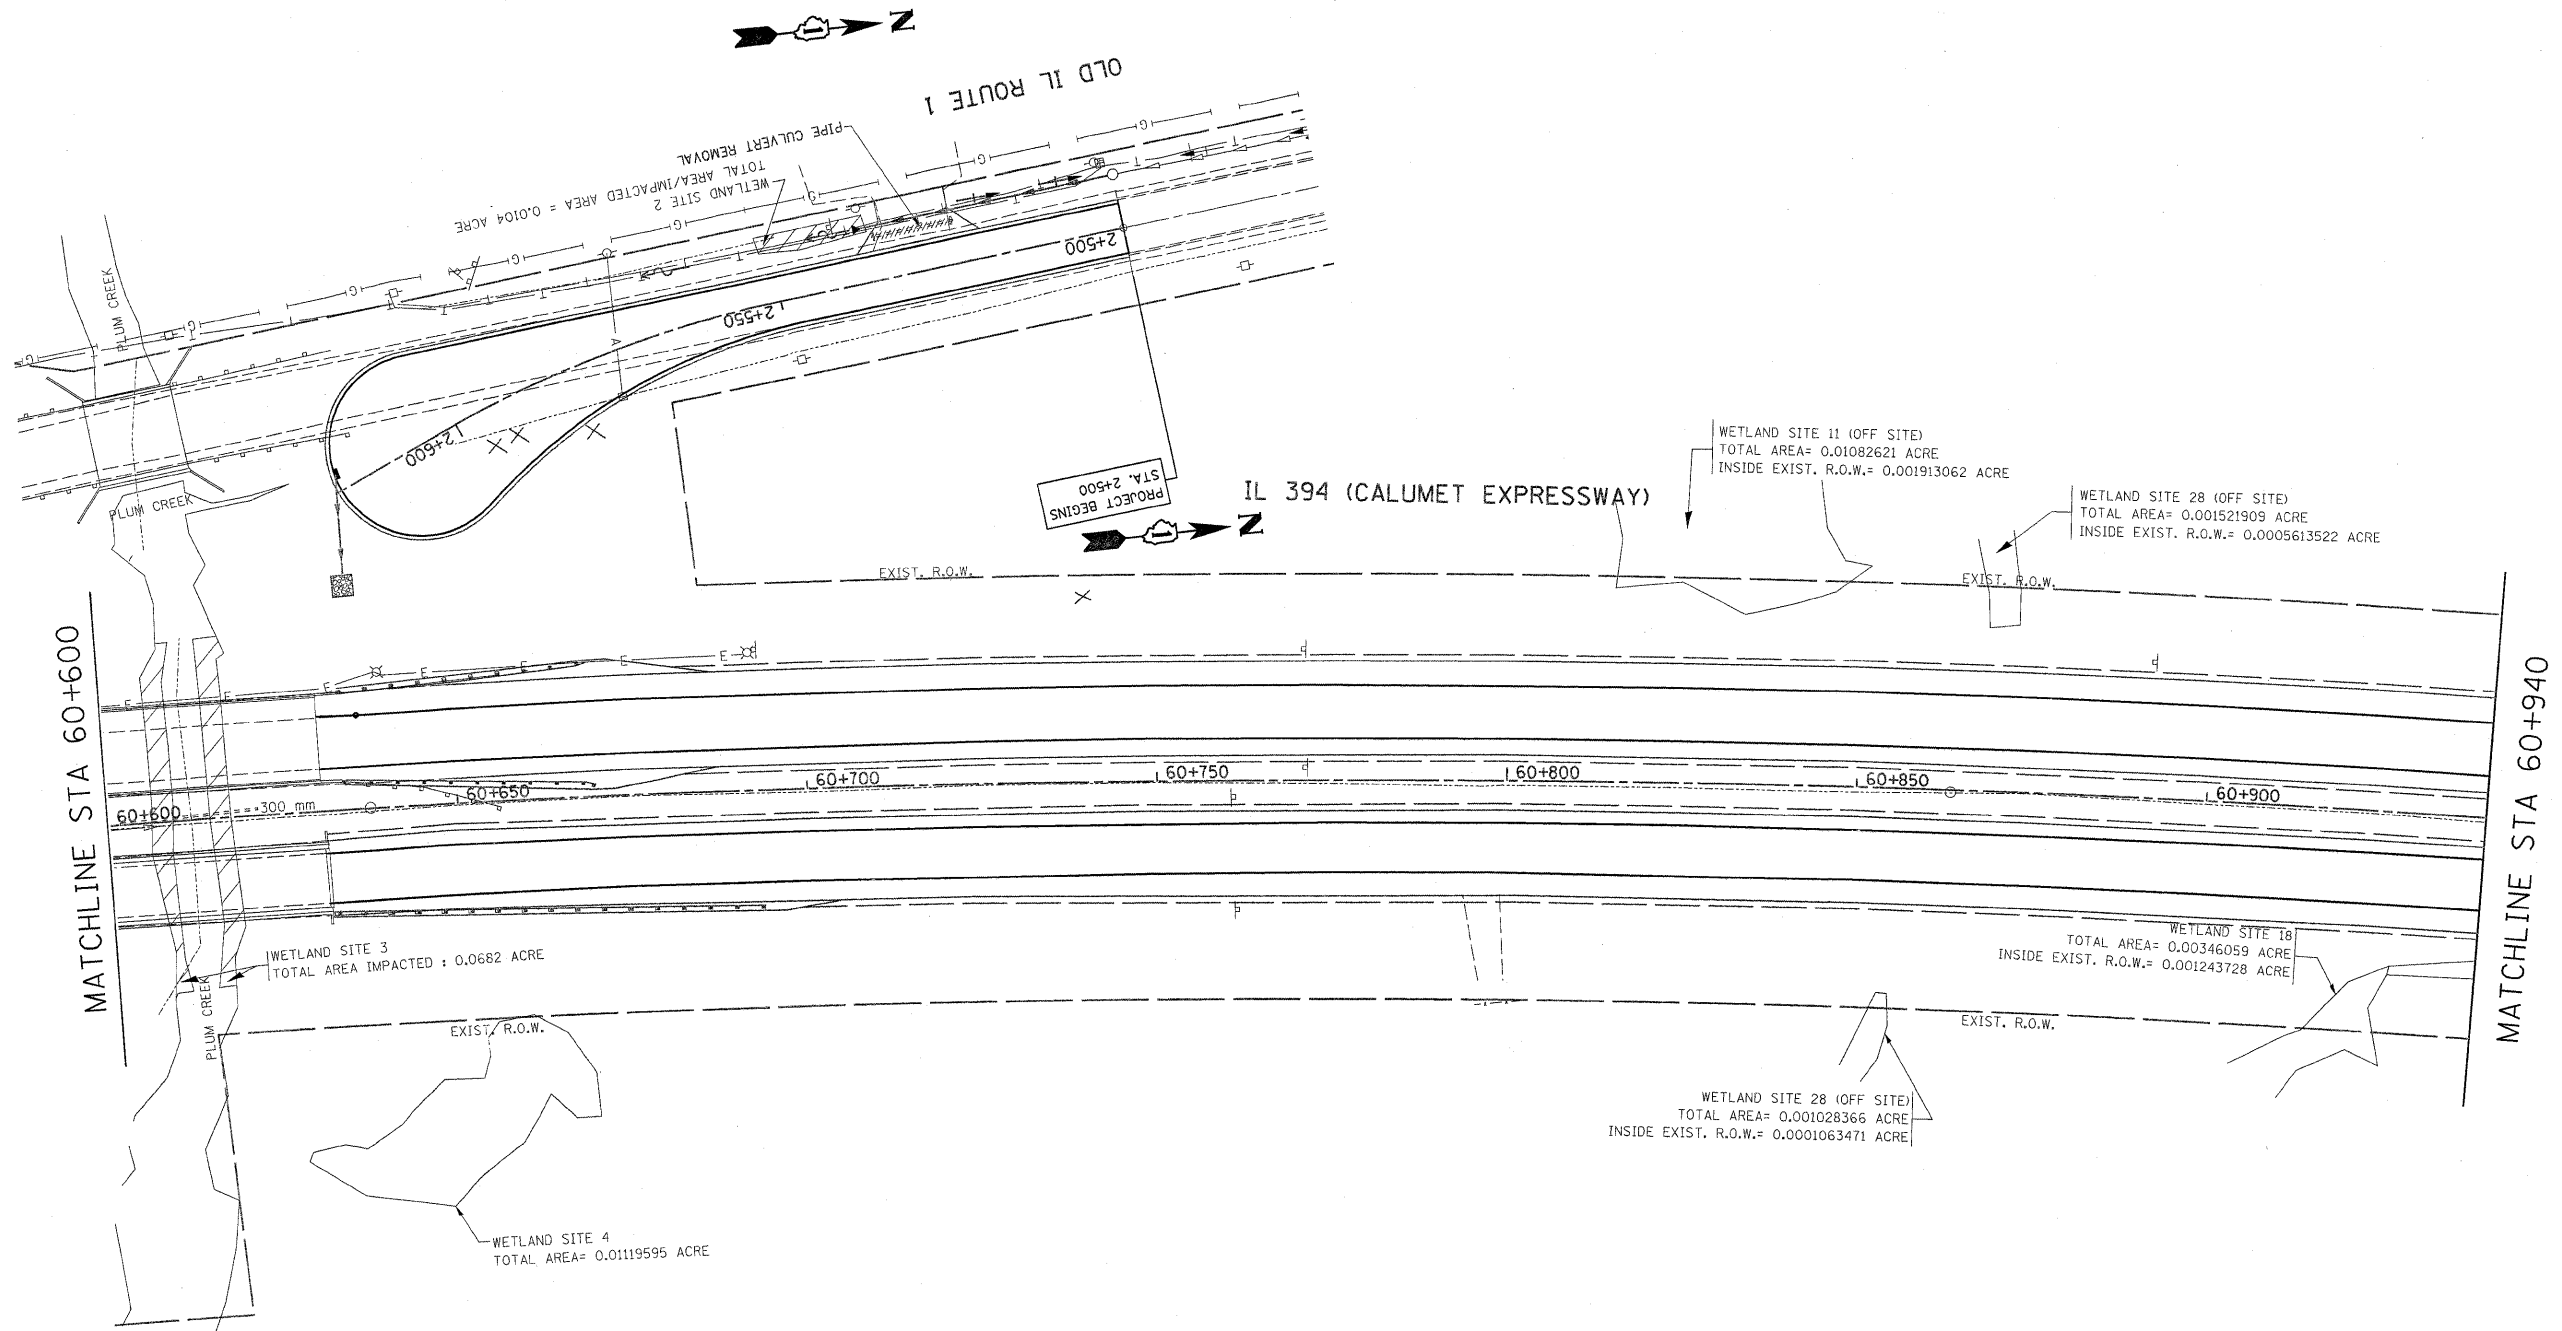 N
OLD IL ROUTE 1
PIPE CULVERT REMOVAL
WETLAND SITE 2
TOTAL AREA/IMPACTED AREA = 0.0104 ACRE
PLUM CREEK
2+500
2+550
2+600
PLUM CREEK
PROJECT BEGINS
STA. 2+500
IL 394 (CALUMET EXPRESSWAY)
N
WETLAND SITE 11 (OFF SITE)
TOTAL AREA= 0.01082621 ACRE
INSIDE EXIST. R.O.W.= 0.001913062 ACRE
WETLAND SITE 28 (OFF SITE)
TOTAL AREA= 0.001521909 ACRE
INSIDE EXIST. R.O.W.= 0.0005613522 ACRE
EXIST. R.O.W.
EXIST. R.O.W.
MATCHLINE STA 60+600
60+600
300 mm
60+650
60+700
60+750
60+800
60+850
60+900
MATCHLINE STA 60+940
WETLAND SITE 3
TOTAL AREA IMPACTED : 0.0682 ACRE
PLUM CREEK
EXIST. R.O.W.
WETLAND SITE 18
TOTAL AREA= 0.00346059 ACRE
INSIDE EXIST. R.O.W.= 0.001243728 ACRE
EXIST. R.O.W.
WETLAND SITE 28 (OFF SITE)
TOTAL AREA= 0.001028366 ACRE
INSIDE EXIST. R.O.W.= 0.0001063471 ACRE
WETLAND SITE 4
TOTAL AREA= 0.01119595 ACRE